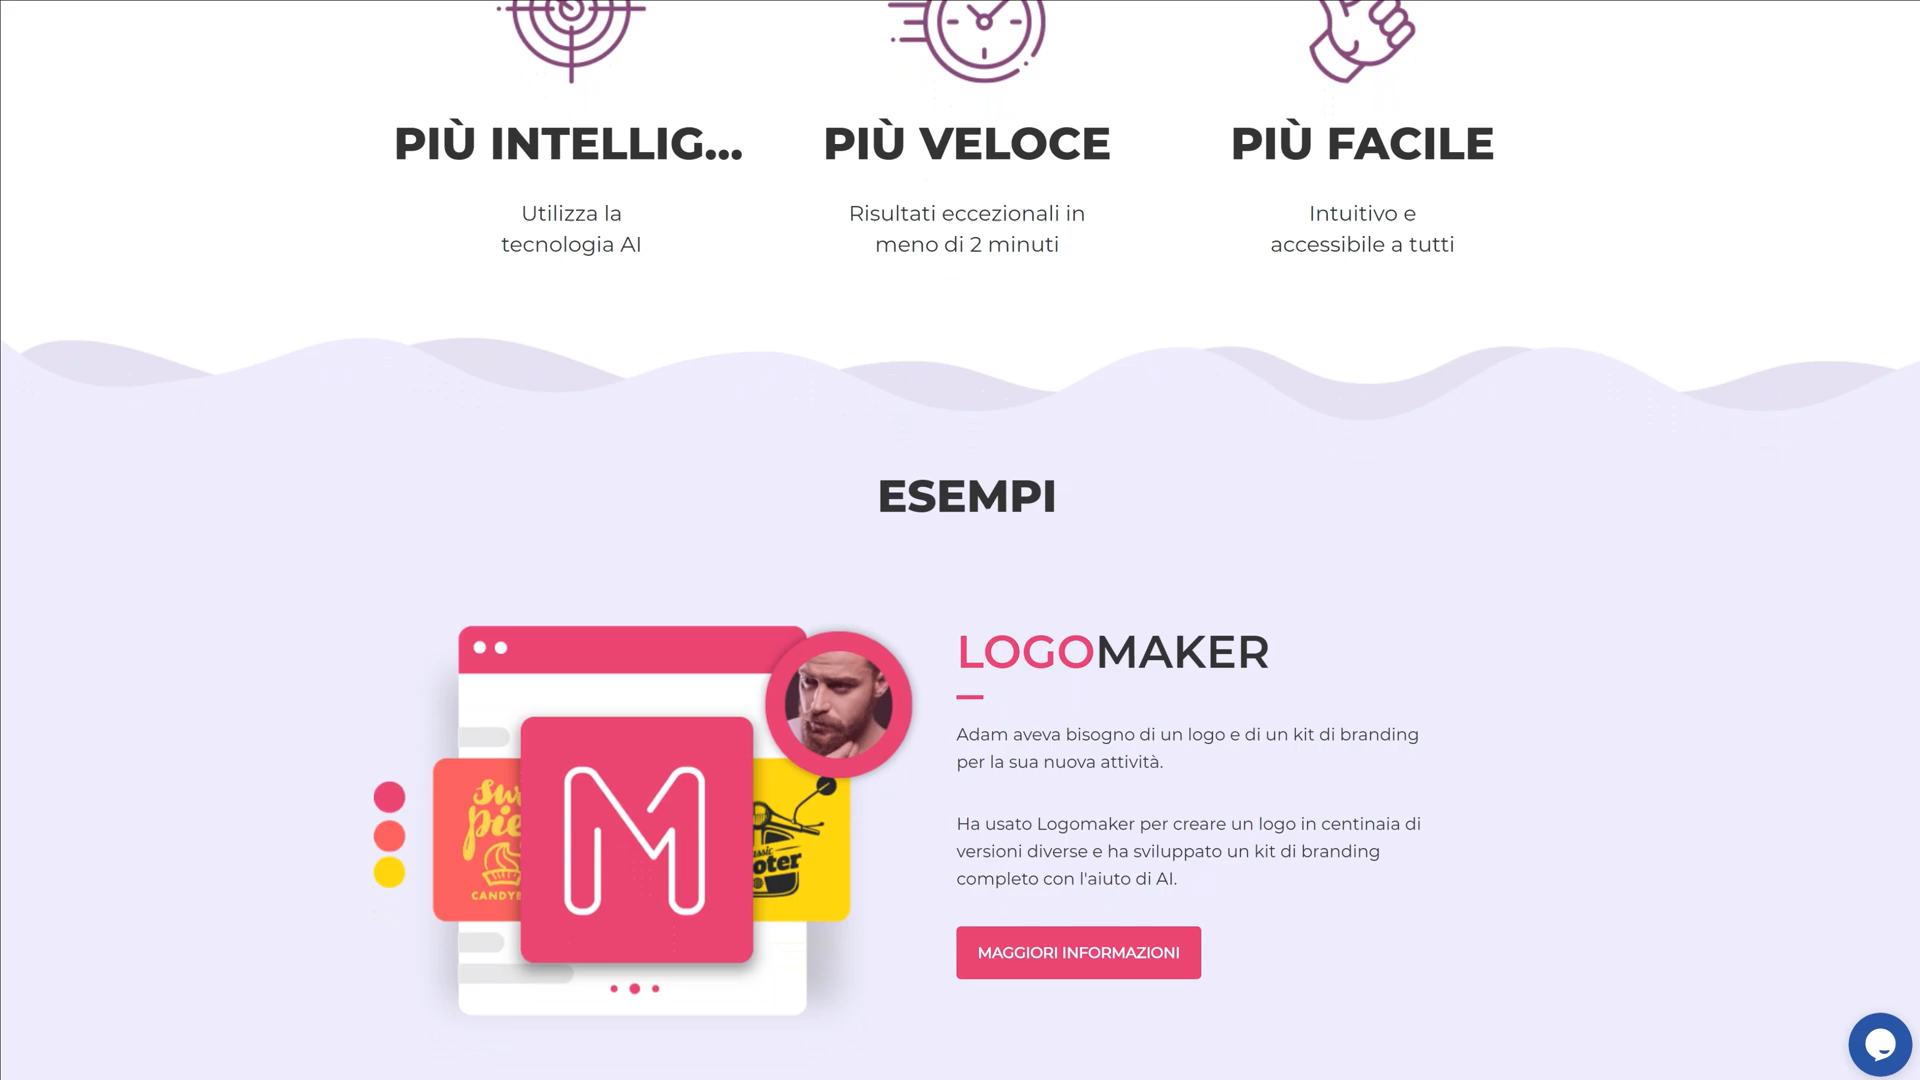 PIÙ INTELLIG...
Utilizza la
tecnologia AI
PIÙ VELOCE
Risultati eccezionali in
meno di 2 minuti
PIÙ FACILE
Intuitivo e
accessibile a tutti
ESEMPI
CANDY
M
LOGOMAKER
Adam aveva bisogno di un logo e di un kit di branding
per la sua nuova attività.
Ha usato Logomaker per creare un logo in centinaia di
versioni diverse e ha sviluppato un kit di branding
completo con l'aiuto di AI.
MAGGIORI INFORMAZIONI